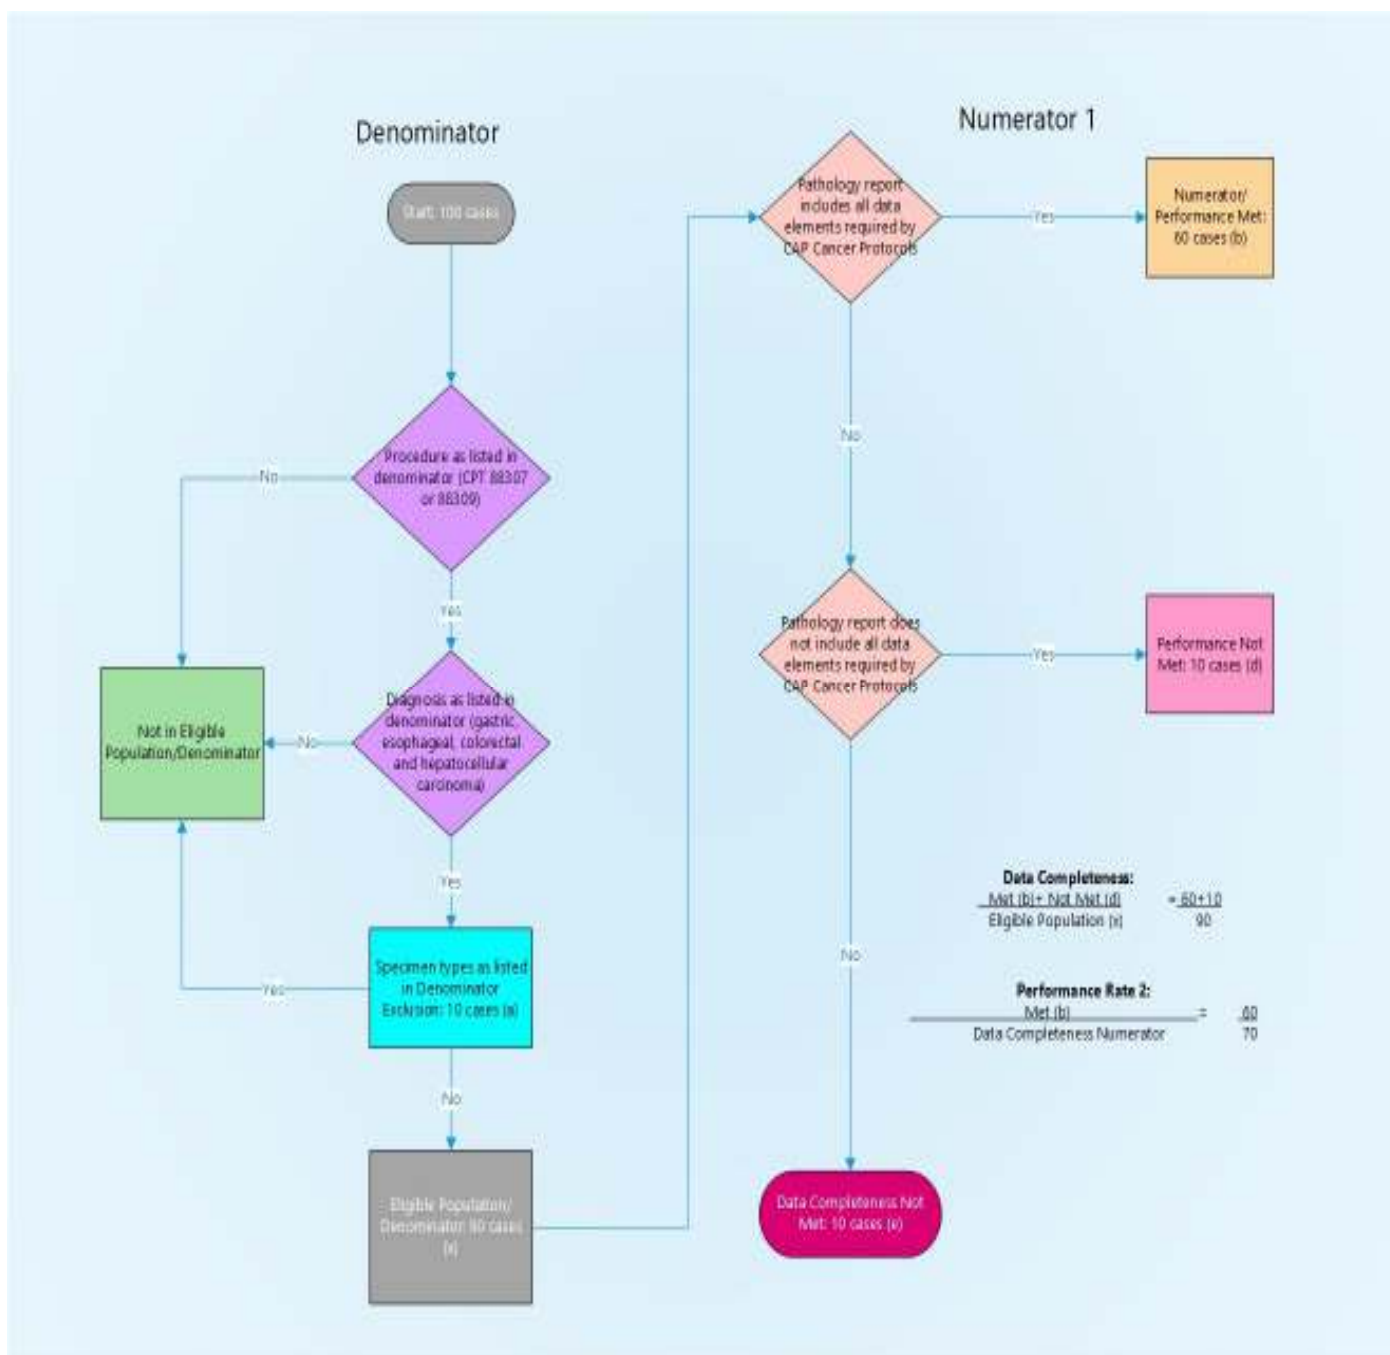 Denominator
Start: 100 cases
Procedure as listed in
denominator (CPT 88307
or 88309)
No
Yes
Diagnosis as listed in
denominator (gastric,
esophageal, colorectal
and hepatocellular
carcinoma)
No
Not in Eligible
Population/Denominator
Yes
Specimen types as listed
in Denominator
Exclusion: 10 cases (a)
Yes
No
Eligible Population/
Denominator: 90 cases
(x)
Numerator 1
Pathology report
includes all data
elements required by
CAP Cancer Protocols
Yes
Numerator/
Performance Met:
60 cases (b)
No
Pathology report does
not include all data
elements required by
CAP Cancer Protocols
Yes
Performance Not
Met: 10 cases (d)
No
Data Completeness Not
Met: 10 cases (e)
Data Completeness:
Met (b)+ Not Met (d) = 60+10
Eligible Population (x) 90
Performance Rate 2:
Met (b) = 60
Data Completeness Numerator 70